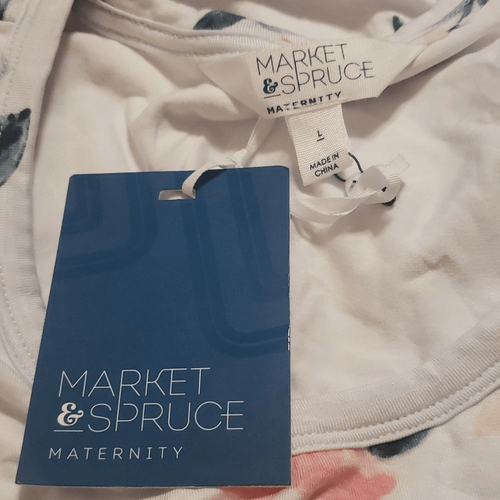 MARKET
&SPRUCE
MATERNITY
L
MADE IN
CHINA
MARKET
&SPRUCE
MATERNITY